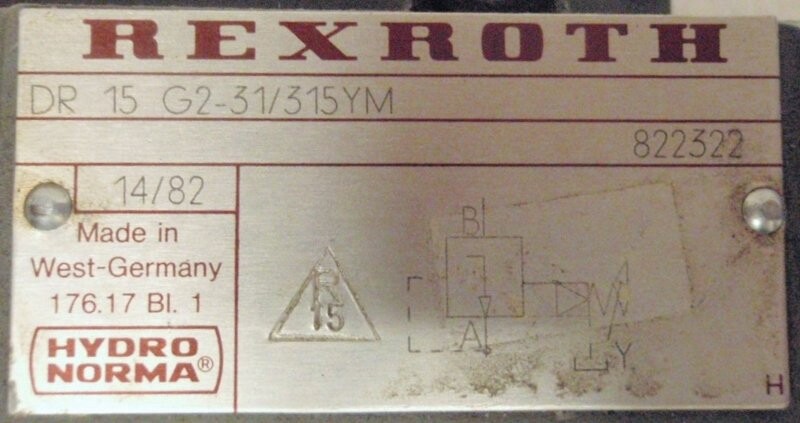 REXROTH
DR 15 G2-31/315YM
822322
14/82
Made in
West-Germany
176.17 Bl. 1
HYDRO
NORMA®
R
15
B
A
Y
H